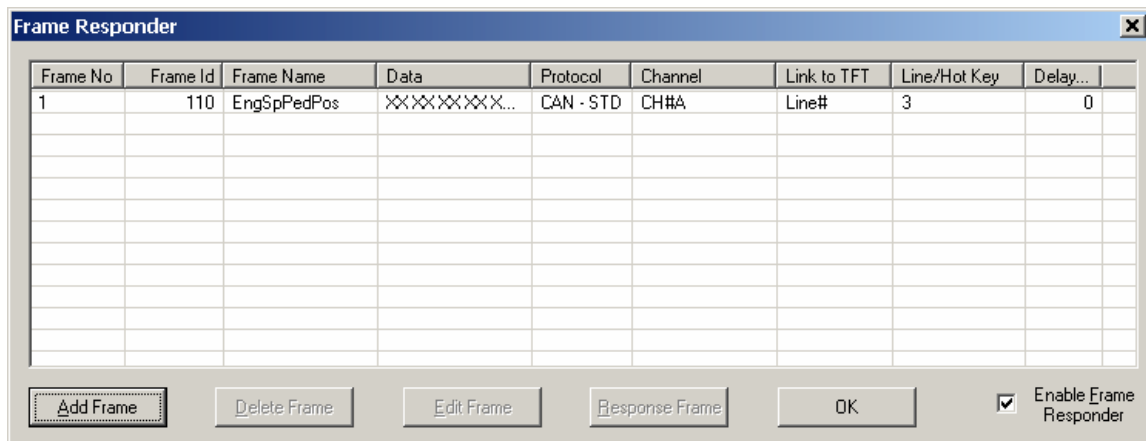 Frame Responder
Frame No Frame Id Frame Name Data Protocol Channel Link to TFT Line/Hot Key Delay...
1 110 EngSpPedPos XX XX XX XX X... CAN - STD CH#A Line# 3 0
Add Frame Delete Frame Edit Frame Response Frame OK Enable Frame
Responder